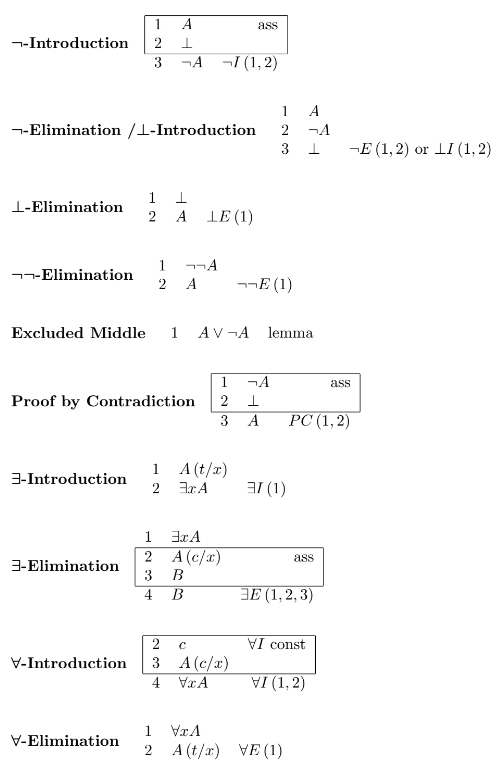 1 A ass
¬-Introduction 2 ⊥
3 ¬A ¬I (1, 2)
1 A
¬-Elimination /⊥-Introduction 2 ¬A
3 ⊥ ¬E (1, 2) or ⊥I (1, 2)
⊥-Elimination 1 ⊥
2 A ⊥E (1)
¬¬-Elimination 1 ¬¬A
2 A ¬¬E (1)
Excluded Middle 1 A ∨ ¬A lemma
1 ¬A ass
Proof by Contradiction 2 ⊥
3 A PC (1, 2)
∃-Introduction 1 A (t/x)
2 ∃xA ∃I (1)
1 ∃xA
∃-Elimination 2 A (c/x) ass
3 B
4 B ∃E (1, 2, 3)
2 c ∀I const
∀-Introduction 3 A (c/x)
4 ∀xA ∀I (1, 2)
∀-Elimination 1 ∀xA
2 A (t/x) ∀E (1)